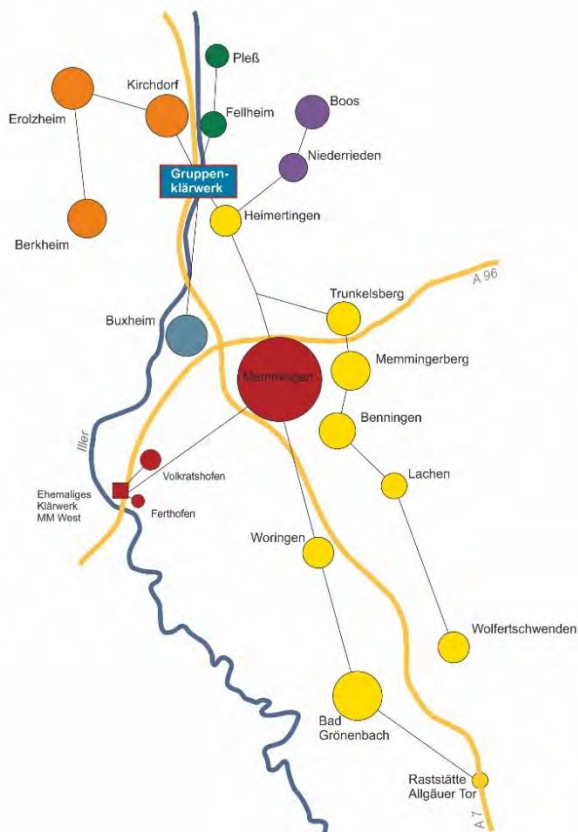 Pleß
Kirchdorf
Boos
Erolzheim
Fellheim
Niederrieden
Gruppen-
klärwerk
Heimertingen
Berkheim
A 96
Trunkelsberg
Buxheim
Memmingerberg
Memmingen
Benningen
Iller
Volkratshofen
Lachen
Ehemaliges
Klärwerk
MM West
Ferthofen
Woringen
Wolfertschwenden
Bad
Grönenbach
Raststätte
Allgäuer Tor
A 7